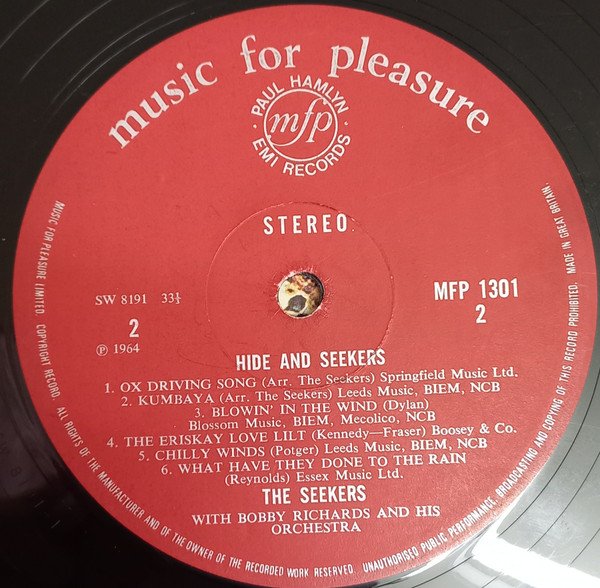 music for pleasure
· PAUL HAMLYN ·
mfp
EMI RECORDS
STEREO
SW 8191 33⅓
MFP 1301
2
2
℗ 1964
HIDE AND SEEKERS
1. OX DRIVING SONG (Arr. The Seekers) Springfield Music Ltd.
2. KUMBAYA (Arr. The Seekers) Leeds Music, BIEM, NCB
3. BLOWIN' IN THE WIND (Dylan)
Blossom Music, BIEM, Mecolico, NCB
4. THE ERISKAY LOVE LILT (Kennedy—Fraser) Boosey & Co.
5. CHILLY WINDS (Potger) Leeds Music, BIEM, NCB
6. WHAT HAVE THEY DONE TO THE RAIN
(Reynolds) Essex Music Ltd.
THE SEEKERS
WITH BOBBY RICHARDS AND HIS
ORCHESTRA
MUSIC FOR PLEASURE LIMITED. COPYRIGHT RECORD. ALL RIGHTS OF THE MANUFACTURER AND OF THE OWNER OF THE RECORDED WORK RESERVED. UNAUTHORISED PUBLIC PERFORMANCE, BROADCASTING AND COPYING OF THIS RECORD PROHIBITED. MADE IN GREAT BRITAIN.